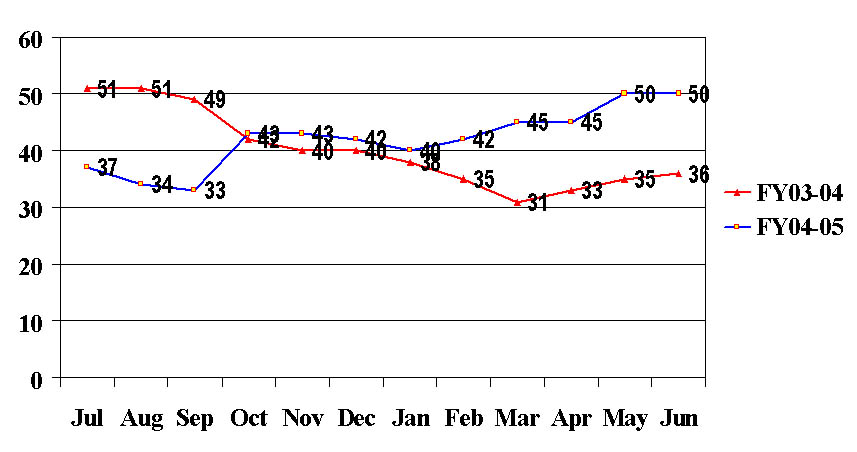 60
50
40
30
20
10
0
51 51 49 42 40 40 38 35 31 33 35 36
37 34 33 43 43 42 40 42 45 45 50 50
Jul Aug Sep Oct Nov Dec Jan Feb Mar Apr May Jun
FY03-04
FY04-05